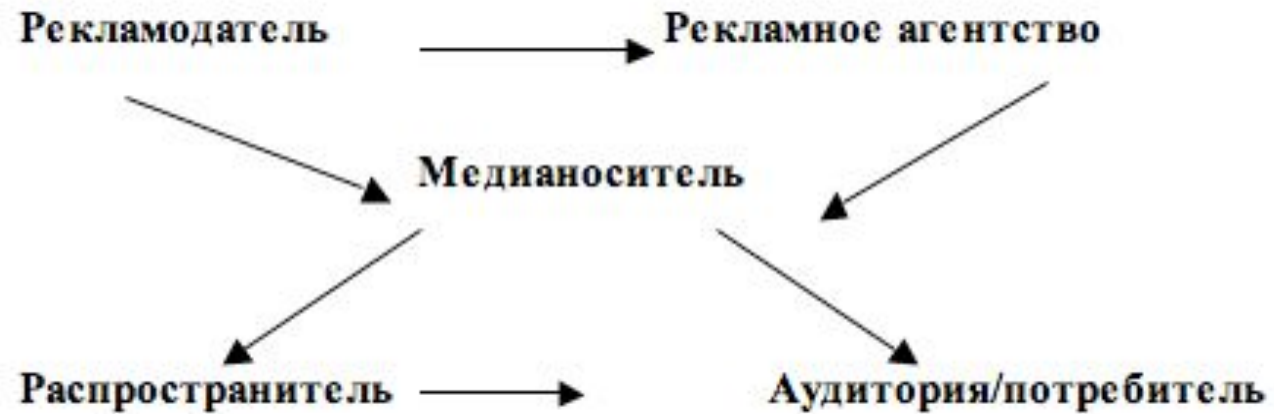 Рекламодатель Рекламное агентство
Медианоситель
Распространитель Аудитория/потребитель